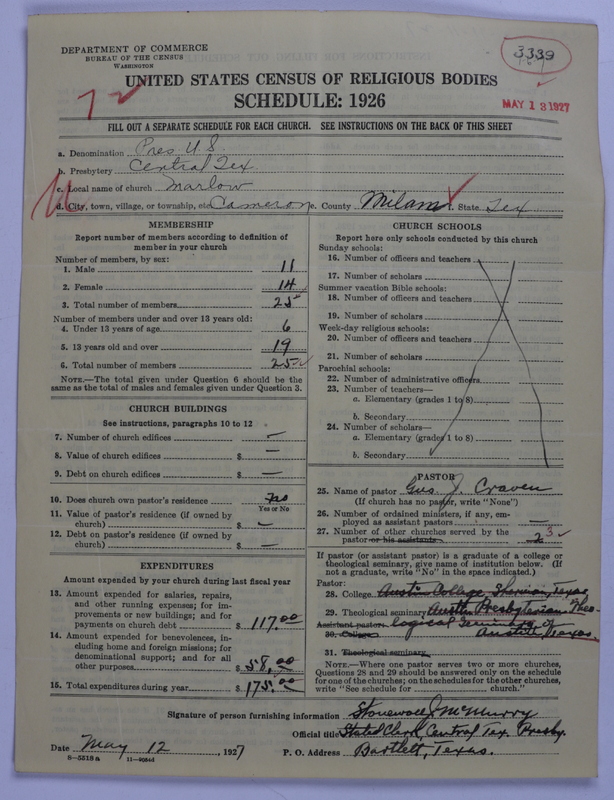 DEPARTMENT OF COMMERCE
BUREAU OF THE CENSUS
WASHINGTON
3339
UNITED STATES CENSUS OF RELIGIOUS BODIES
SCHEDULE: 1926
MAY 13 1927
FILL OUT A SEPARATE SCHEDULE FOR EACH CHURCH. SEE INSTRUCTIONS ON THE BACK OF THIS SHEET
a. Denomination Pres U.S.
b. Presbytery Central Tex.
c. Local name of church Marlow
d. City, town, village, or township, etc. Cameron e. County Milam f. State Tex
MEMBERSHIP
Report number of members according to definition of member in your church
Number of members, by sex:
1. Male 11
2. Female 14
3. Total number of members 25
Number of members under and over 13 years old:
4. Under 13 years of age 6
5. 13 years old and over 19
6. Total number of members 25
NOTE.—The total given under Question 6 should be the same as the total of males and females given under Question 3.
CHURCH BUILDINGS
See instructions, paragraphs 10 to 12
7. Number of church edifices —
8. Value of church edifices $ —
9. Debt on church edifices $ —
10. Does church own pastor's residence no
Yes or No
11. Value of pastor's residence (if owned by church) $ —
12. Debt on pastor's residence (if owned by church) $ —
EXPENDITURES
Amount expended by your church during last fiscal year
13. Amount expended for salaries, repairs, and other running expenses; for improvements or new buildings; and for payments on church debt $ 117.00
14. Amount expended for benevolences, including home and foreign missions; for denominational support; and for all other purposes $ 58.00
15. Total expenditures during year $ 175.00
CHURCH SCHOOLS
Report here only schools conducted by this church
Sunday schools:
16. Number of officers and teachers
17. Number of scholars
Summer vacation Bible schools:
18. Number of officers and teachers
19. Number of scholars
Week-day religious schools:
20. Number of officers and teachers
21. Number of scholars
Parochial schools:
22. Number of administrative officers
23. Number of teachers—
a. Elementary (grades 1 to 8)
b. Secondary
24. Number of scholars—
a. Elementary (grades 1 to 8)
b. Secondary
PASTOR
25. Name of pastor Gus J. Craven
(If church has no pastor, write "None")
26. Number of ordained ministers, if any, employed as assistant pastors —
27. Number of other churches served by the pastor or his assistants 2 3
If pastor (or assistant pastor) is a graduate of a college or theological seminary, give name of institution below. (If not a graduate, write "No" in the space indicated.)
Pastor:
28. College Austin College, Sherman, Texas
29. Theological seminary Austin Presbyterian Theo-
Assistant pastor: logical Seminary of
30. College Austin, Texas.
31. Theological seminary
NOTE.—Where one pastor serves two or more churches, Questions 28 and 29 should be answered only on the schedule for one of the churches; on the schedules for the other churches, write "See schedule for church."
Signature of person furnishing information Stonewall J. McMurry
Official title Stated Clerk, Central Tex. Presby.
Date May 12, 1927 P. O. Address Bartlett, Texas.
8—5518 a